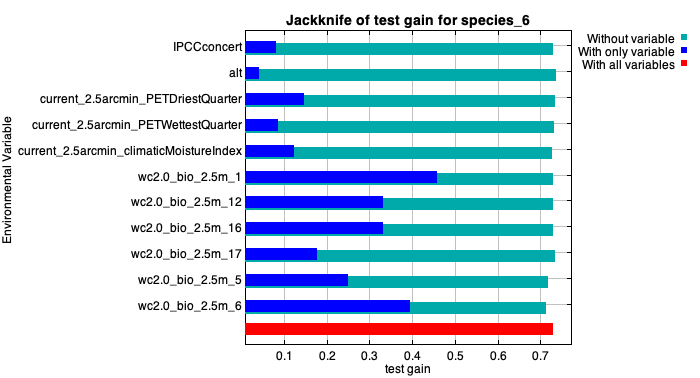 Jackknife of test gain for species_6
Without variable
With only variable
With all variables
Environmental Variable
IPCCconcert
alt
current_2.5arcmin_PETDriestQuarter
current_2.5arcmin_PETWettestQuarter
current_2.5arcmin_climaticMoistureIndex
wc2.0_bio_2.5m_1
wc2.0_bio_2.5m_12
wc2.0_bio_2.5m_16
wc2.0_bio_2.5m_17
wc2.0_bio_2.5m_5
wc2.0_bio_2.5m_6
0.1 0.2 0.3 0.4 0.5 0.6 0.7
test gain